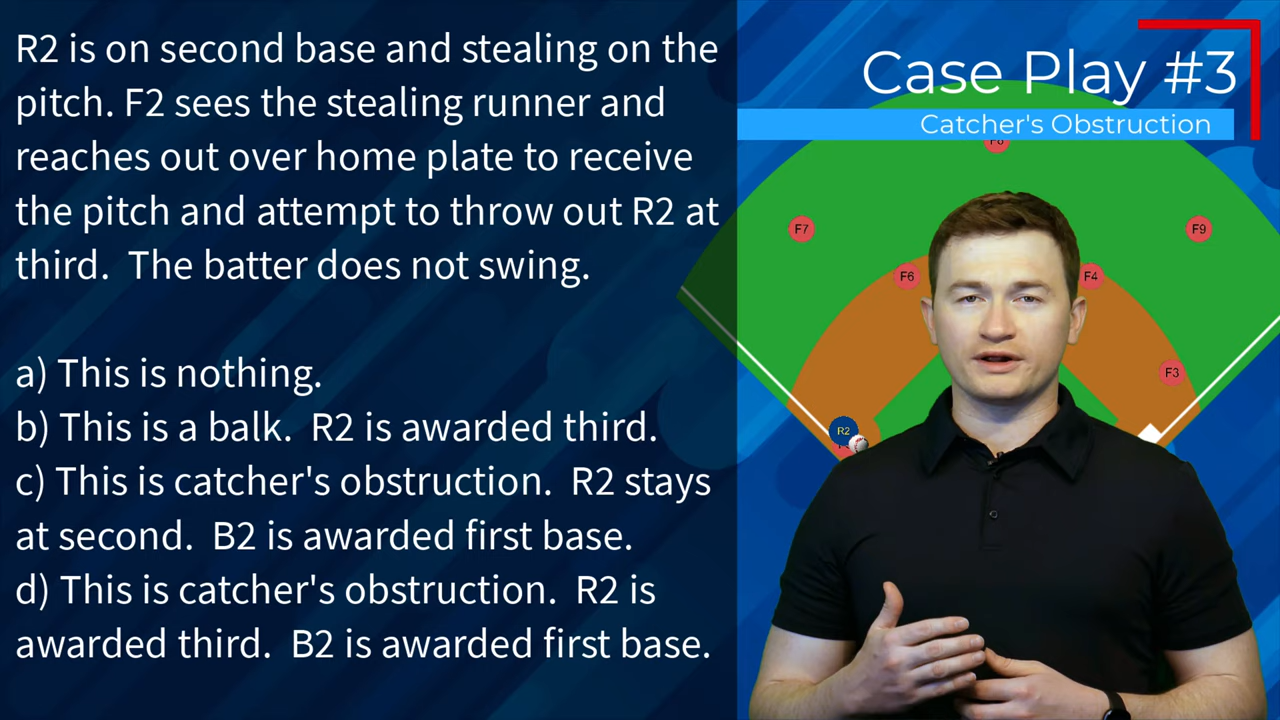 R2 is on second base and stealing on the
pitch. F2 sees the stealing runner and
reaches out over home plate to receive
the pitch and attempt to throw out R2 at
third.  The batter does not swing.
a) This is nothing.
b) This is a balk.  R2 is awarded third.
c) This is catcher's obstruction.  R2 stays
at second.  B2 is awarded first base.
d) This is catcher's obstruction.  R2 is
awarded third.  B2 is awarded first base.
Case Play #3
Catcher's Obstruction
F8
F7
F9
F6
F4
F3
R2